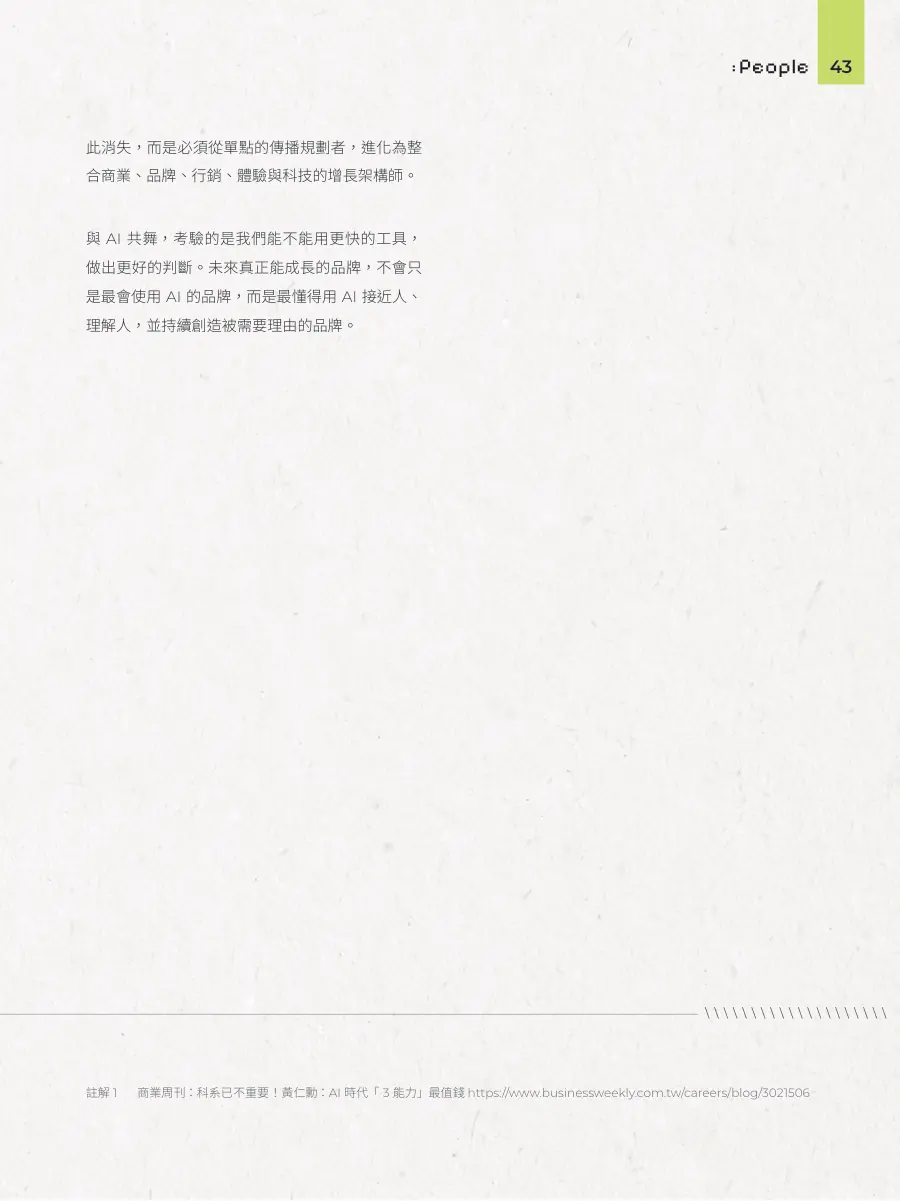 :People 43
此消失，而是必須從單點的傳播規劃者，進化為整
合商業、品牌、行銷、體驗與科技的增長架構師。
與 AI 共舞，考驗的是我們能不能用更快的工具，
做出更好的判斷。未來真正能成長的品牌，不會只
是最會使用 AI 的品牌，而是最懂得用 AI 接近人、
理解人，並持續創造被需要理由的品牌。
註解 1 商業周刊：科系已不重要！黃仁勳：AI 時代「 3 能力」最值錢 https://www.businessweekly.com.tw/careers/blog/3021506